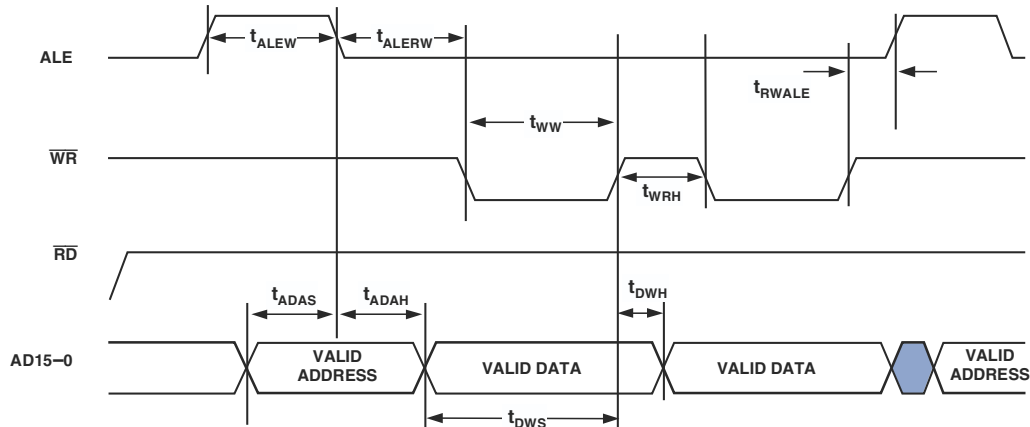 ALE
tALEW
tALERW
tRWALE
tWW
WR
tWRH
RD
tADAS
tADAH
tDWH
AD15–0
VALID
ADDRESS
VALID DATA
VALID DATA
VALID
ADDRESS
tDWS